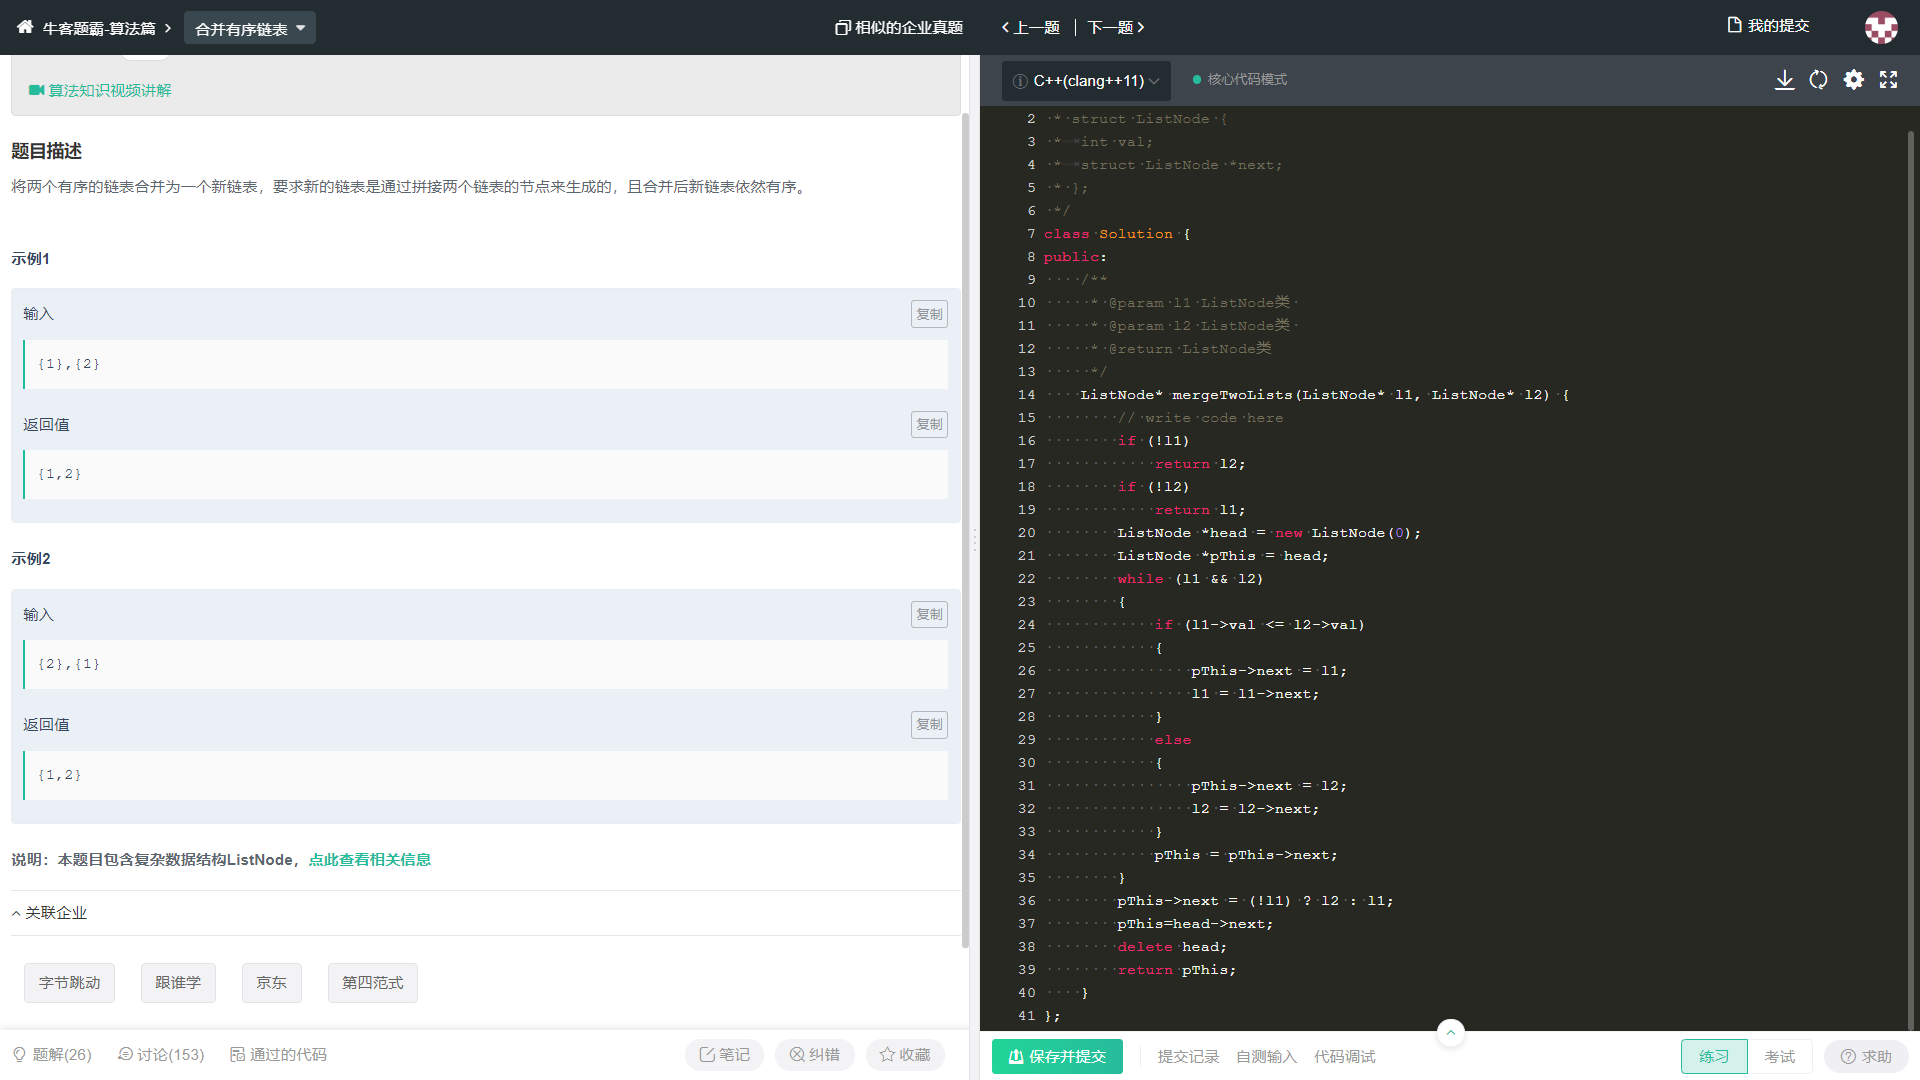 牛客题霸-算法篇 合并有序链表 相似的企业真题 上一题 下一题 我的提交
算法知识视频讲解
题目描述
将两个有序的链表合并为一个新链表，要求新的链表是通过拼接两个链表的节点来生成的，且合并后新链表依然有序。
示例1
输入 复制
{1},{2}
返回值 复制
{1,2}
示例2
输入 复制
{2},{1}
返回值 复制
{1,2}
说明：本题目包含复杂数据结构ListNode，点此查看相关信息
关联企业
字节跳动 跟谁学 京东 第四范式
题解(26) 讨论(153) 通过的代码 笔记 纠错 收藏
C++(clang++11) 核心代码模式
2 * struct ListNode {
3 * int val;
4 * struct ListNode *next;
5 * };
6 */
7 class Solution {
8 public:
9 /**
10 * @param l1 ListNode类
11 * @param l2 ListNode类
12 * @return ListNode类
13 */
14 ListNode* mergeTwoLists(ListNode* l1, ListNode* l2) {
15 // write code here
16 if (!l1)
17 return l2;
18 if (!l2)
19 return l1;
20 ListNode *head = new ListNode(0);
21 ListNode *pThis = head;
22 while (l1 && l2)
23 {
24 if (l1->val <= l2->val)
25 {
26 pThis->next = l1;
27 l1 = l1->next;
28 }
29 else
30 {
31 pThis->next = l2;
32 l2 = l2->next;
33 }
34 pThis = pThis->next;
35 }
36 pThis->next = (!l1) ? l2 : l1;
37 pThis=head->next;
38 delete head;
39 return pThis;
40 }
41 };
保存并提交 提交记录 自测输入 代码调试 练习 考试 求助